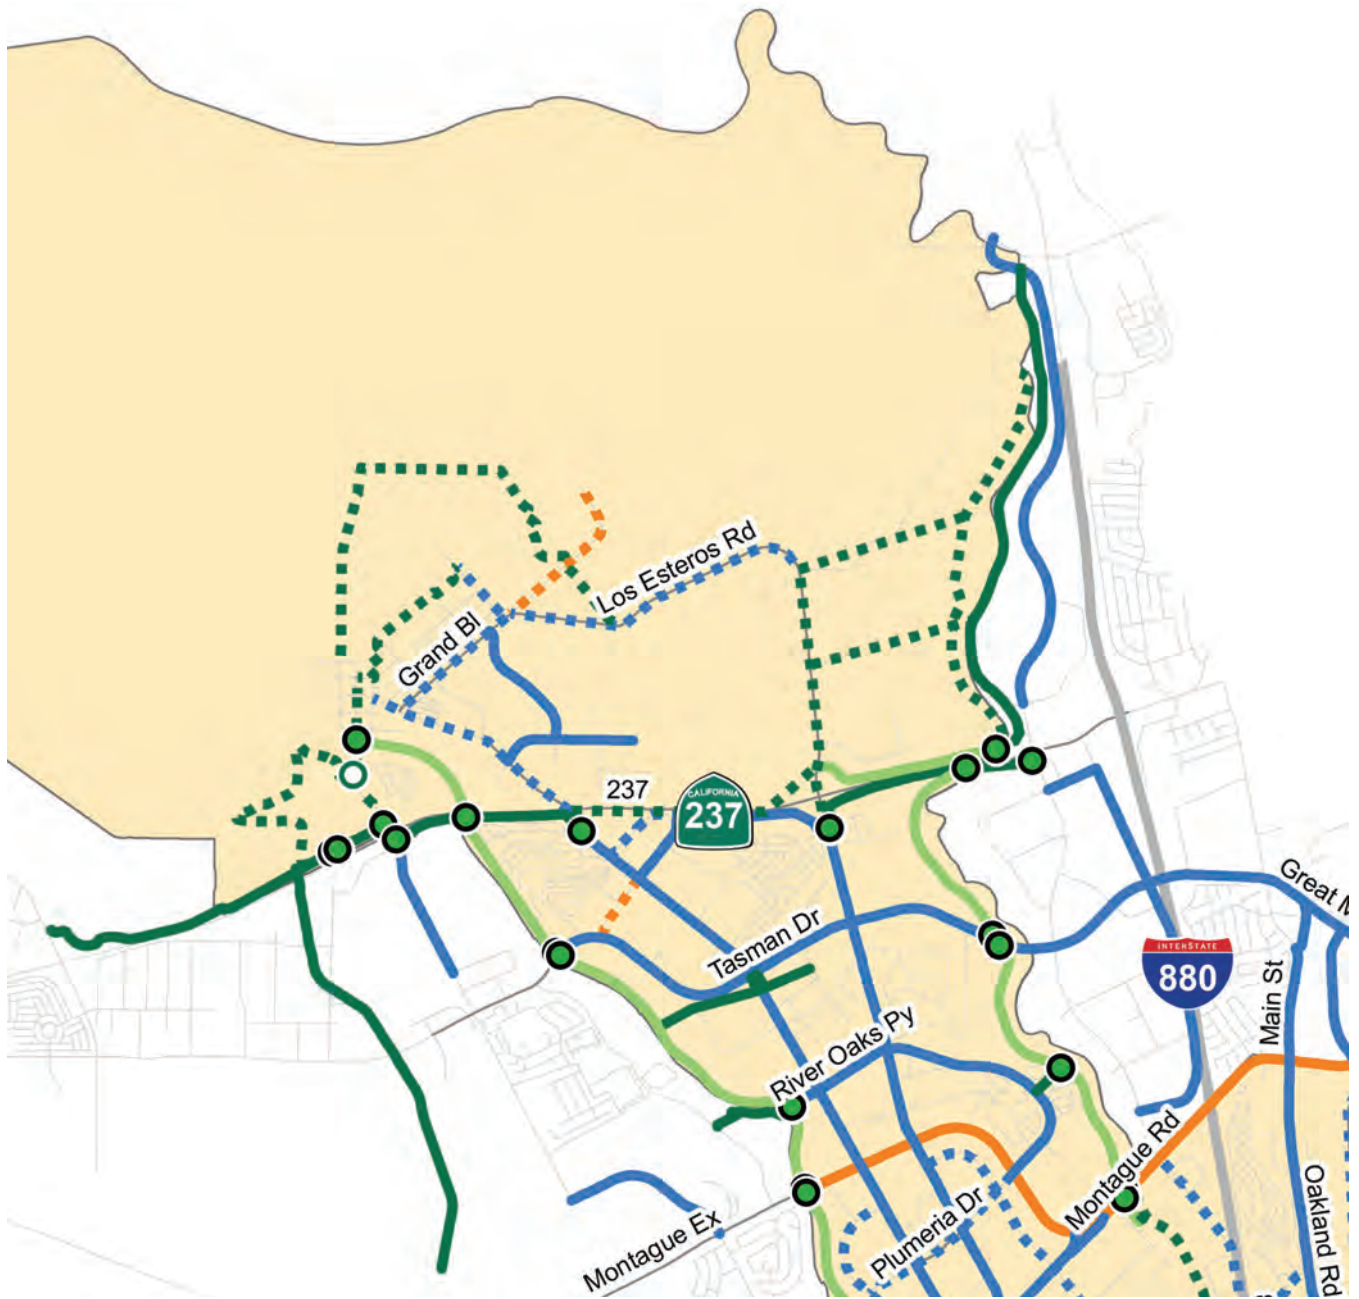 Los Esteros Rd
Grand Bl
237
CALIFORNIA
237
Great M
Tasman Dr
INTERSTATE
880
Main St
River Oaks Py
Montague Rd
Plumeria Dr
Oakland Rd
Montague Ex